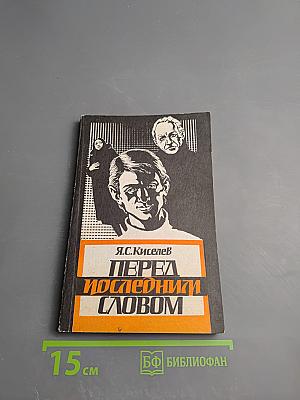 Я.С.Киселев
ПЕРЕД
ПОСЛЕДНИМ
СЛОВОМ
15 см
БФ БИБЛИОФАН